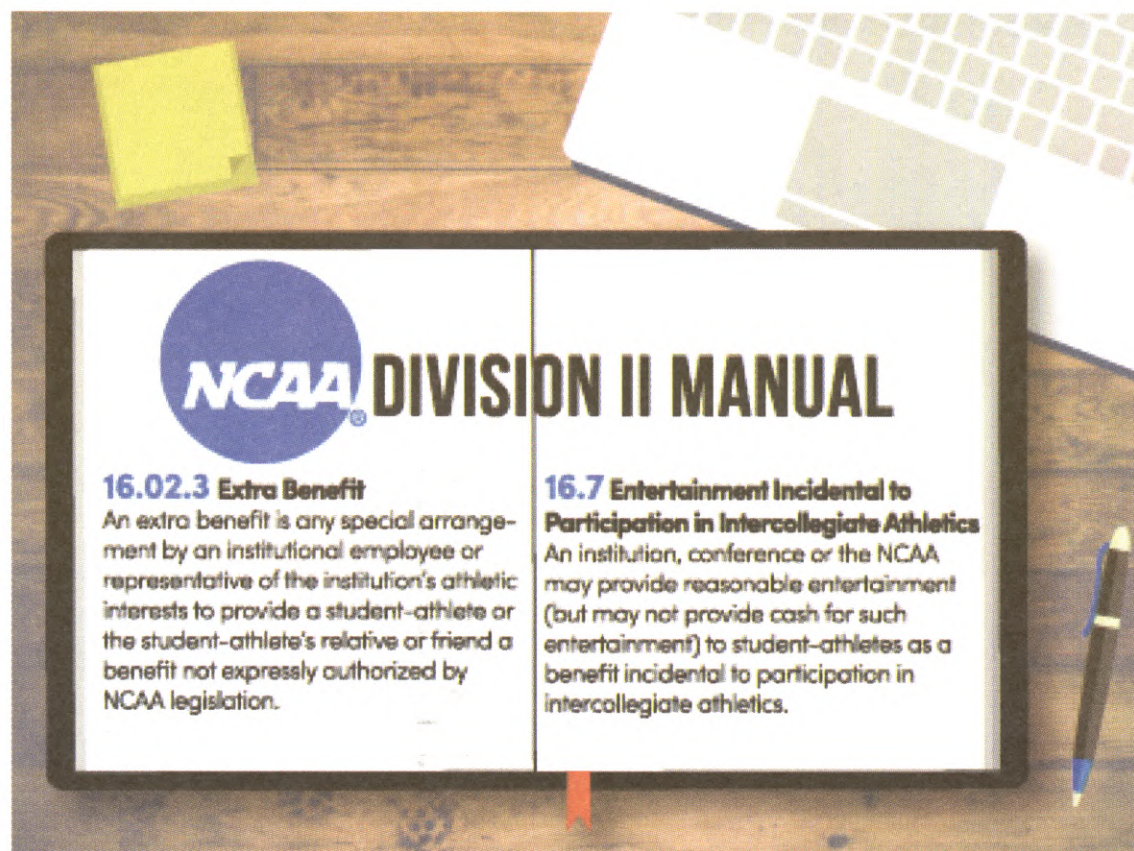 NCAA®
DIVISION II MANUAL
16.02.3 Extra Benefit
An extra benefit is any special arrange-
ment by an institutional employee or
representative of the institution's athletic
interests to provide a student-athlete or
the student-athlete's relative or friend a
benefit not expressly authorized by
NCAA legislation.
16.7 Entertainment Incidental to
Participation in Intercollegiate Athletics
An institution, conference or the NCAA
may provide reasonable entertainment
(but may not provide cash for such
entertainment) to student-athletes as a
benefit incidental to participation in
intercollegiate athletics.